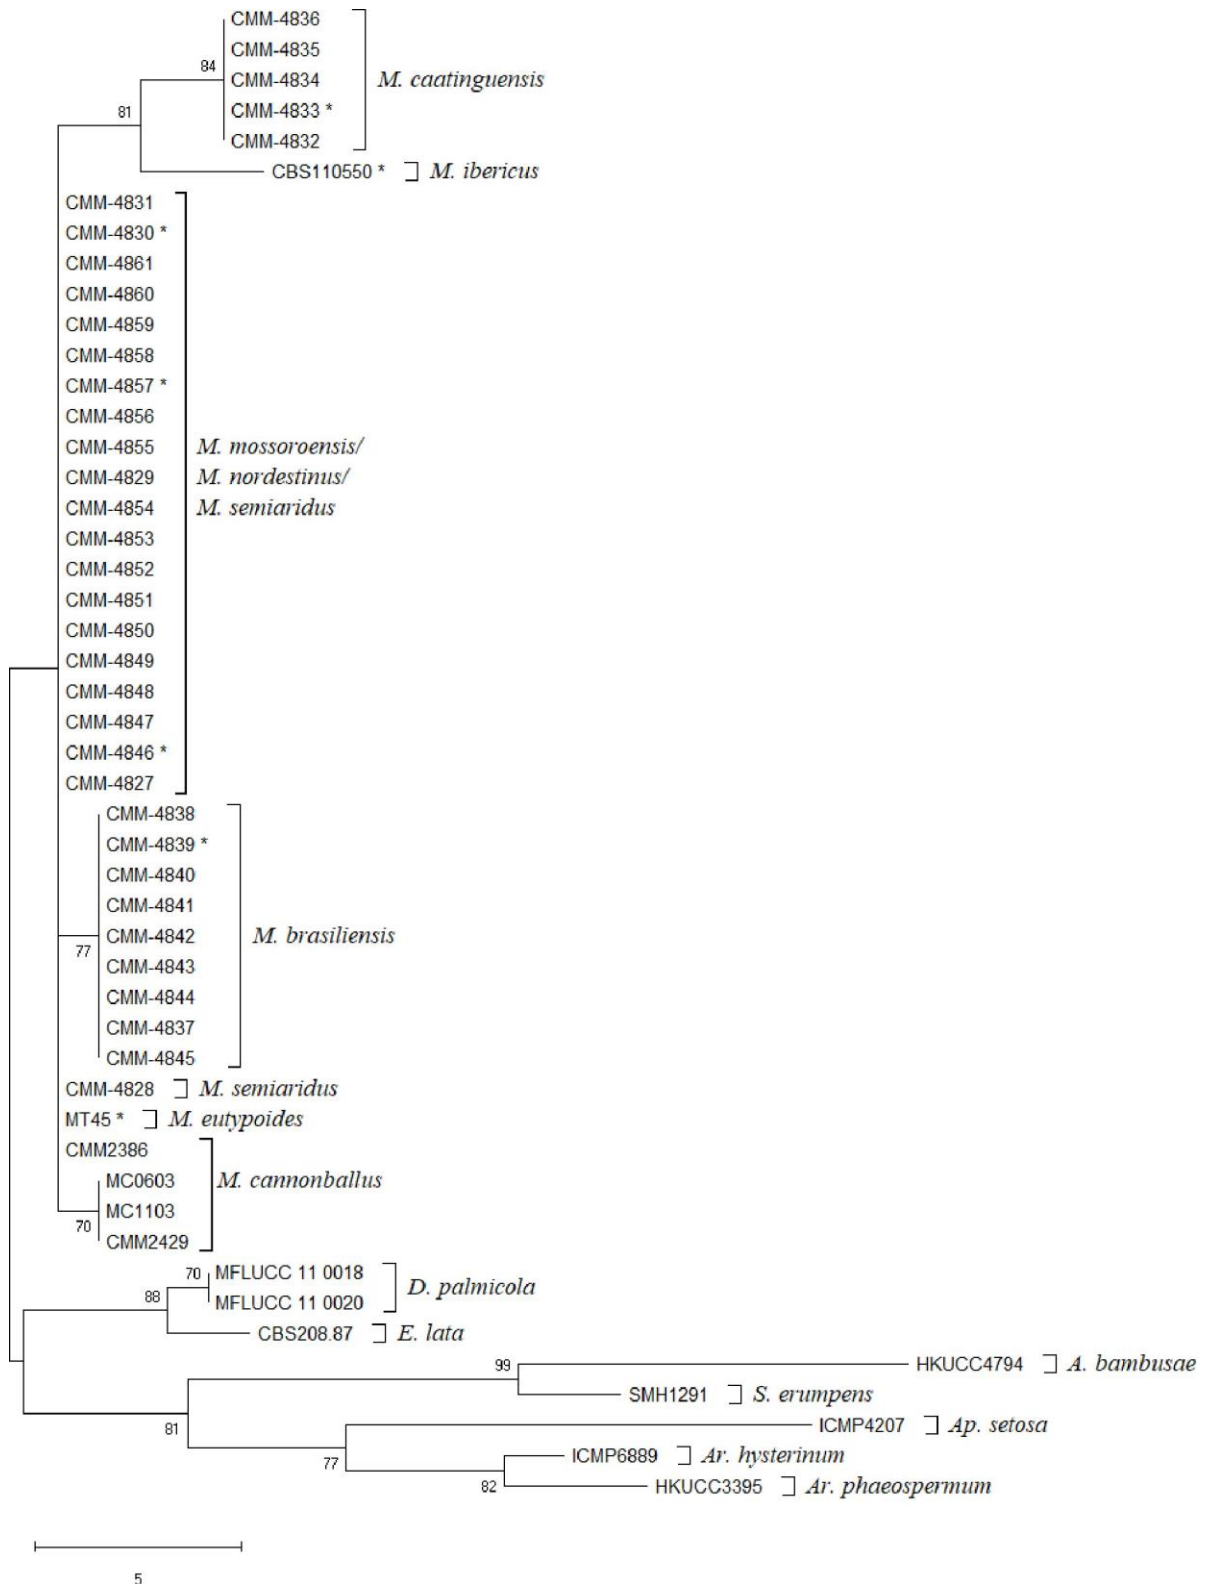 CMM-4836
CMM-4835
84
CMM-4834
M. caatinguensis
81
CMM-4833 *
CMM-4832
CBS110550 *
M. ibericus
CMM-4831
CMM-4830 *
CMM-4861
CMM-4860
CMM-4859
CMM-4858
CMM-4857 *
CMM-4856
CMM-4855
M. mossoroensis/
CMM-4829
M. nordestinus/
CMM-4854
M. semiaridus
CMM-4853
CMM-4852
CMM-4851
CMM-4850
CMM-4849
CMM-4848
CMM-4847
CMM-4846 *
CMM-4827
CMM-4838
CMM-4839 *
CMM-4840
CMM-4841
CMM-4842
M. brasiliensis
77
CMM-4843
CMM-4844
CMM-4837
CMM-4845
CMM-4828
M. semiaridus
MT45 *
M. eutypoides
CMM2386
MC0603
M. cannonballus
MC1103
70
CMM2429
70
MFLUCC 11 0018
D. palmicola
88
MFLUCC 11 0020
CBS208.87
E. lata
99
HKUCC4794
A. bambusae
SMH1291
S. erumpens
81
ICMP4207
Ap. setosa
77
ICMP6889
Ar. hysterinum
82
HKUCC3395
Ar. phaeospermum
5